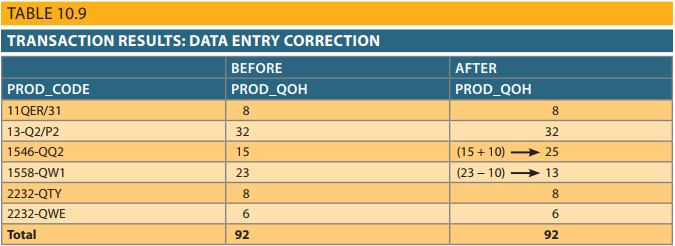 TABLE 10.9
TRANSACTION RESULTS: DATA ENTRY CORRECTION
BEFORE AFTER
PROD_CODE PROD_QOH PROD_QOH
11QER/31 8 8
13-Q2/P2 32 32
1546-QQ2 15 (15 + 10) → 25
1558-QW1 23 (23 − 10) → 13
2232-QTY 8 8
2232-QWE 6 6
Total 92 92